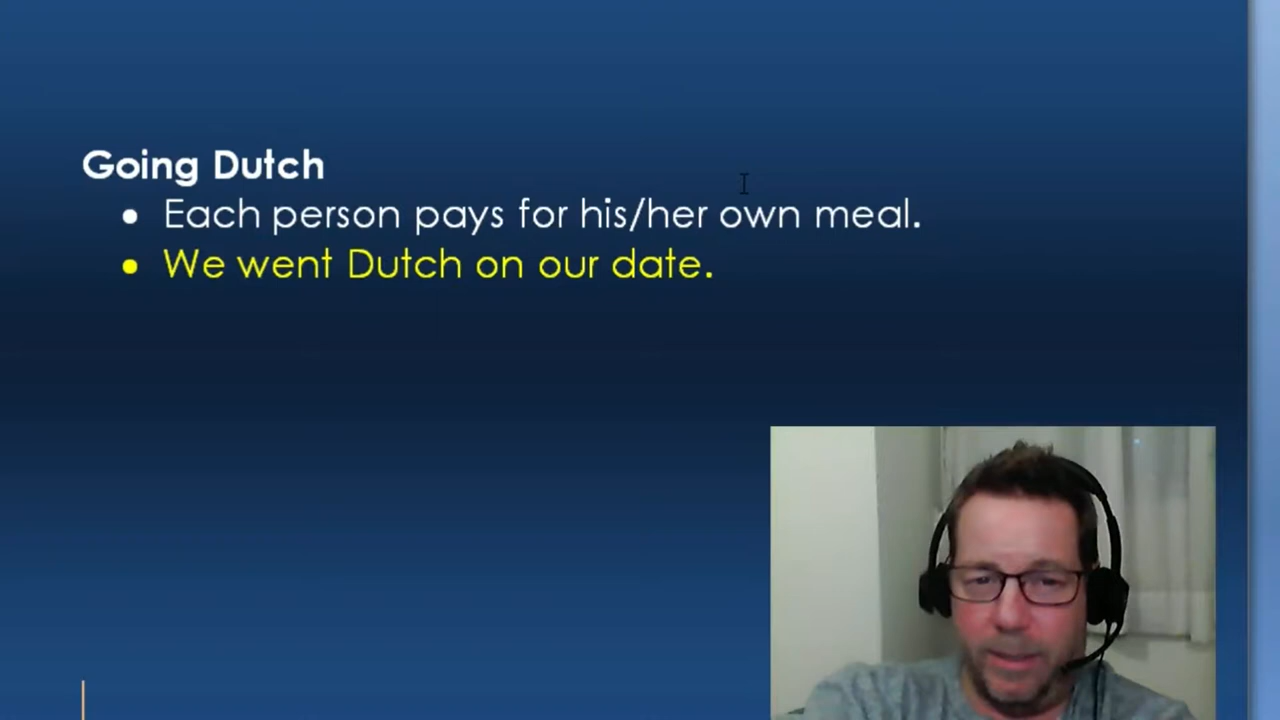 Going Dutch
• Each person pays for his/her own meal.
• We went Dutch on our date.